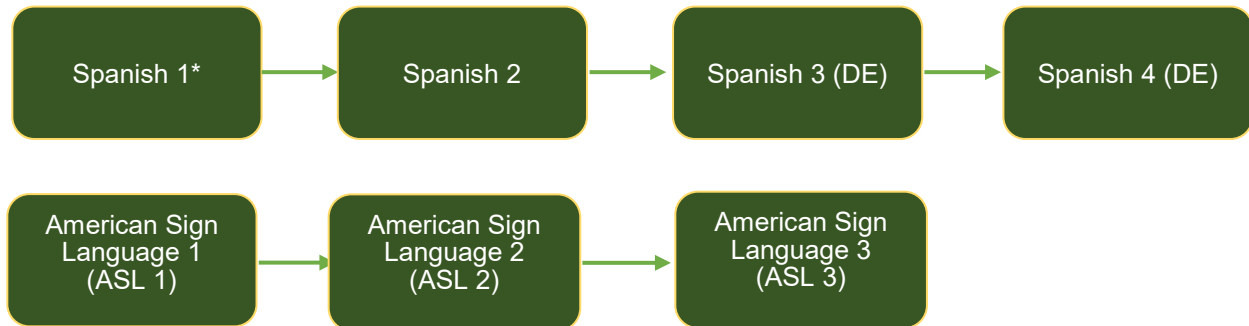 Spanish 1*
Spanish 2
Spanish 3 (DE)
Spanish 4 (DE)
American Sign
Language 1
(ASL 1)
American Sign
Language 2
(ASL 2)
American Sign
Language 3
(ASL 3)